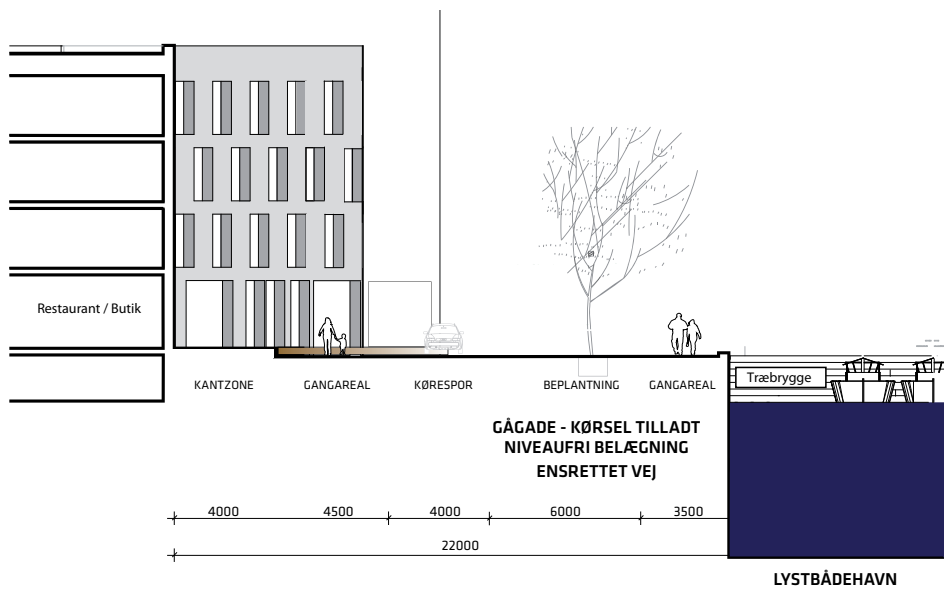 Restaurant / Butik
Træbrygge
KANTZONE GANGAREAL KØRESPOR BEPLANTNING GANGAREAL
GÅGADE - KØRSEL TILLADT
NIVEAUFRI BELÆGNING
ENSRETTET VEJ
4000 4500 4000 6000 3500
22000
LYSTBÅDEHAVN